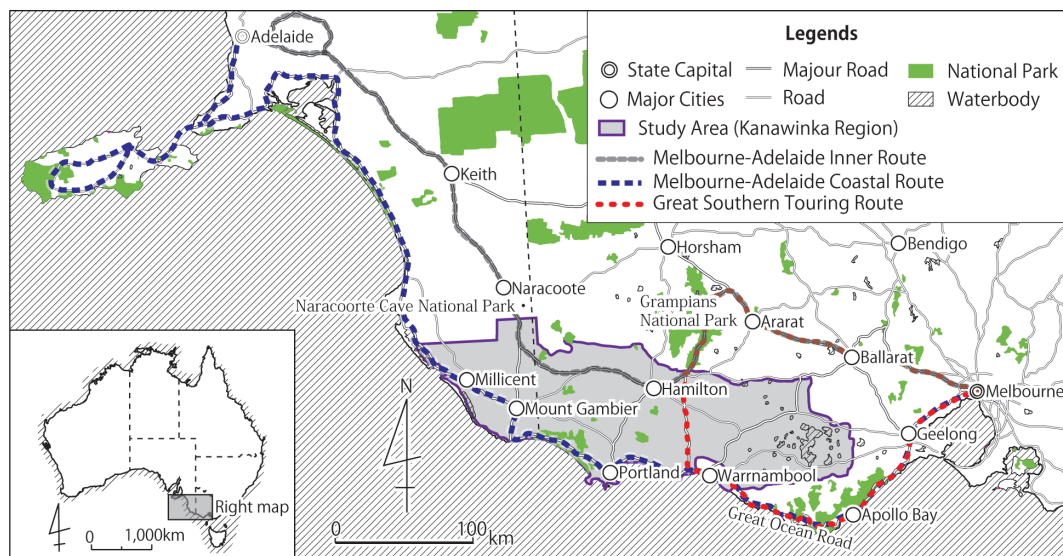 Adelaide
Legends
State Capital
Majour Road
National Park
Major Cities
Road
Waterbody
Study Area (Kanawinka Region)
Melbourne-Adelaide Inner Route
Melbourne-Adelaide Coastal Route
Great Southern Touring Route
Keith
Horsham
Bendigo
Naracoote
Naracoorte Cave National Park
Grampians
National Park
Ararat
Ballarat
Millicent
Hamilton
Melbourne
Mount Gambier
Geelong
Portland
Warrnambool
Apollo Bay
Great Ocean Road
N
0 100
km
Right map
0 1,000km